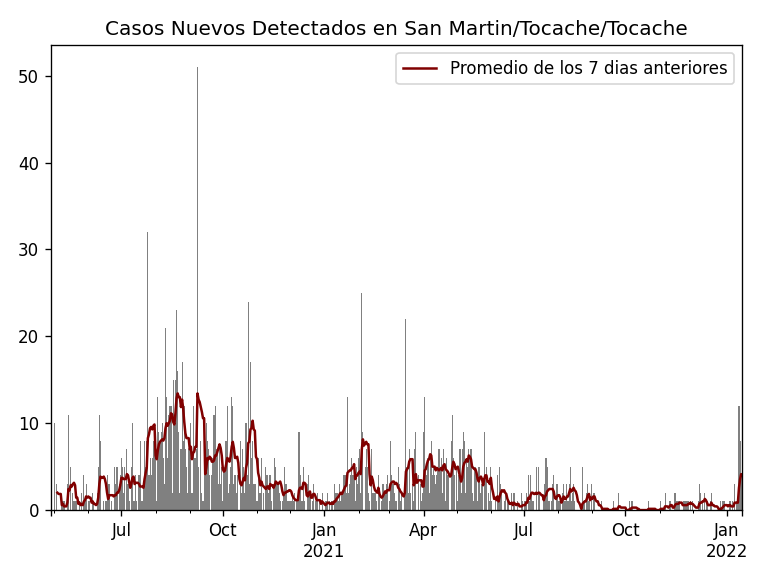 Casos Nuevos Detectados en San Martin/Tocache/Tocache
Promedio de los 7 dias anteriores
50
40
30
20
10
0
Jul
Oct
Jan
2021
Apr
Jul
Oct
Jan
2022